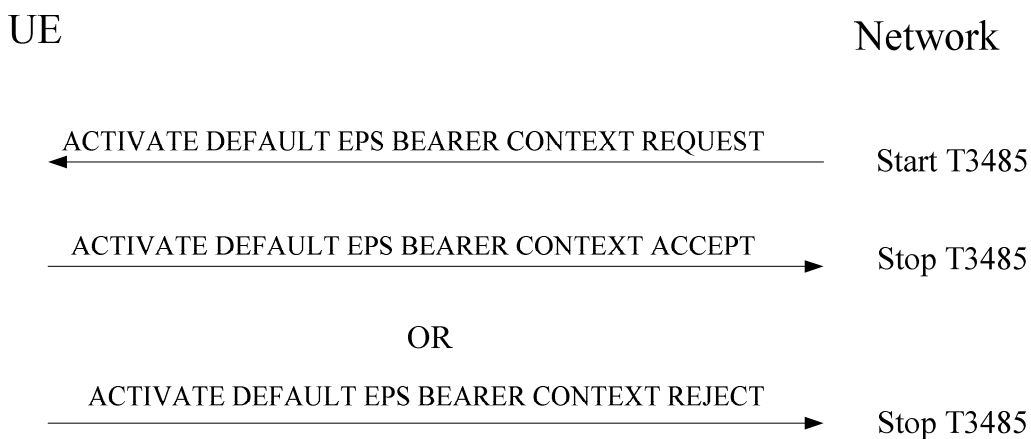 UE
Network
ACTIVATE DEFAULT EPS BEARER CONTEXT REQUEST
Start T3485
ACTIVATE DEFAULT EPS BEARER CONTEXT ACCEPT
Stop T3485
OR
ACTIVATE DEFAULT EPS BEARER CONTEXT REJECT
Stop T3485